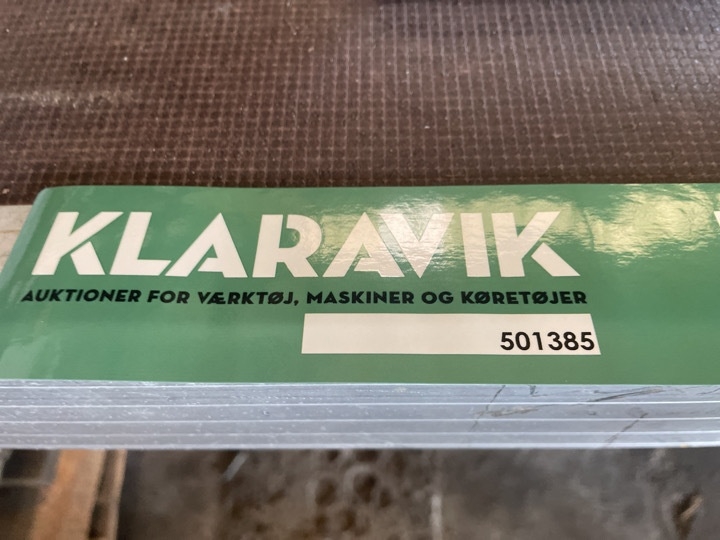 KLARAVIK
AUKTIONER FOR VÆRKTØJ, MASKINER OG KØRETØJER
501385